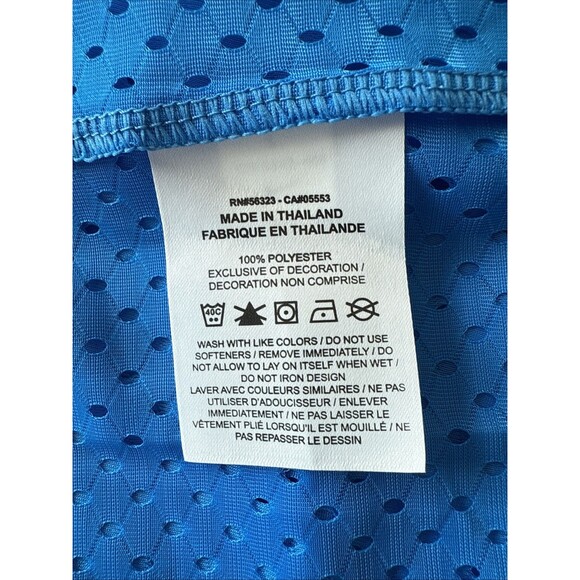 RN#56323 - CA#05553
MADE IN THAILAND
FABRIQUE EN THAILANDE
100% POLYESTER
EXCLUSIVE OF DECORATION /
DECORATION NON COMPRISE
40C
WASH WITH LIKE COLORS / DO NOT USE
SOFTENERS / REMOVE IMMEDIATELY / DO
NOT ALLOW TO LAY ON ITSELF WHEN WET /
DO NOT IRON DESIGN
LAVER AVEC COULEURS SIMILAIRES / NE PAS
UTILISER D'ADOUCISSEUR / ENLEVER
IMMEDIATEMENT / NE PAS LAISSER LE
VÊTEMENT PLIÉ LORSQU'IL EST MOUILLÉ / NE
PAS REPASSER LE DESSIN